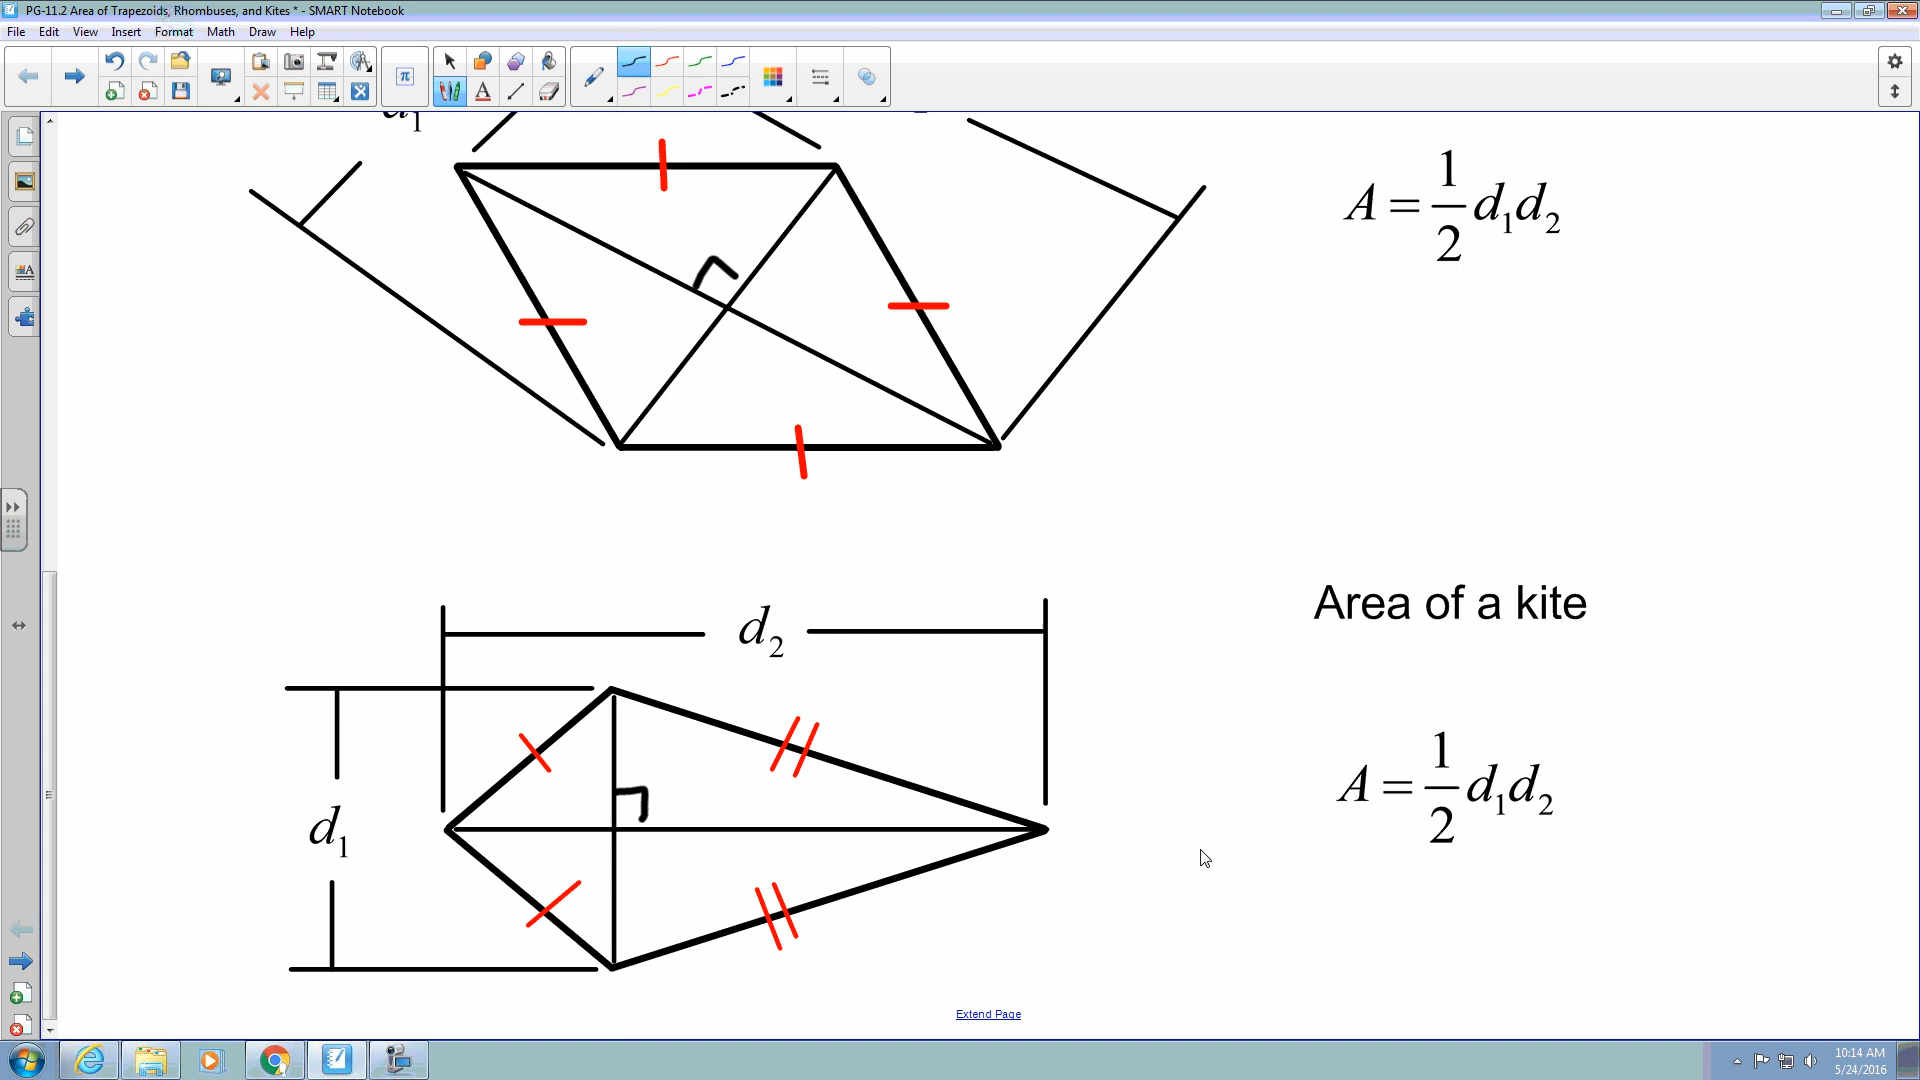 PG-11.2 Area of Trapezoids, Rhombuses, and Kites * - SMART Notebook
File Edit View Insert Format Math Draw Help
d₁
A = 1/2 d₁d₂
Area of a kite
d₂
A = 1/2 d₁d₂
d₁
Extend Page
10:14 AM
5/24/2016